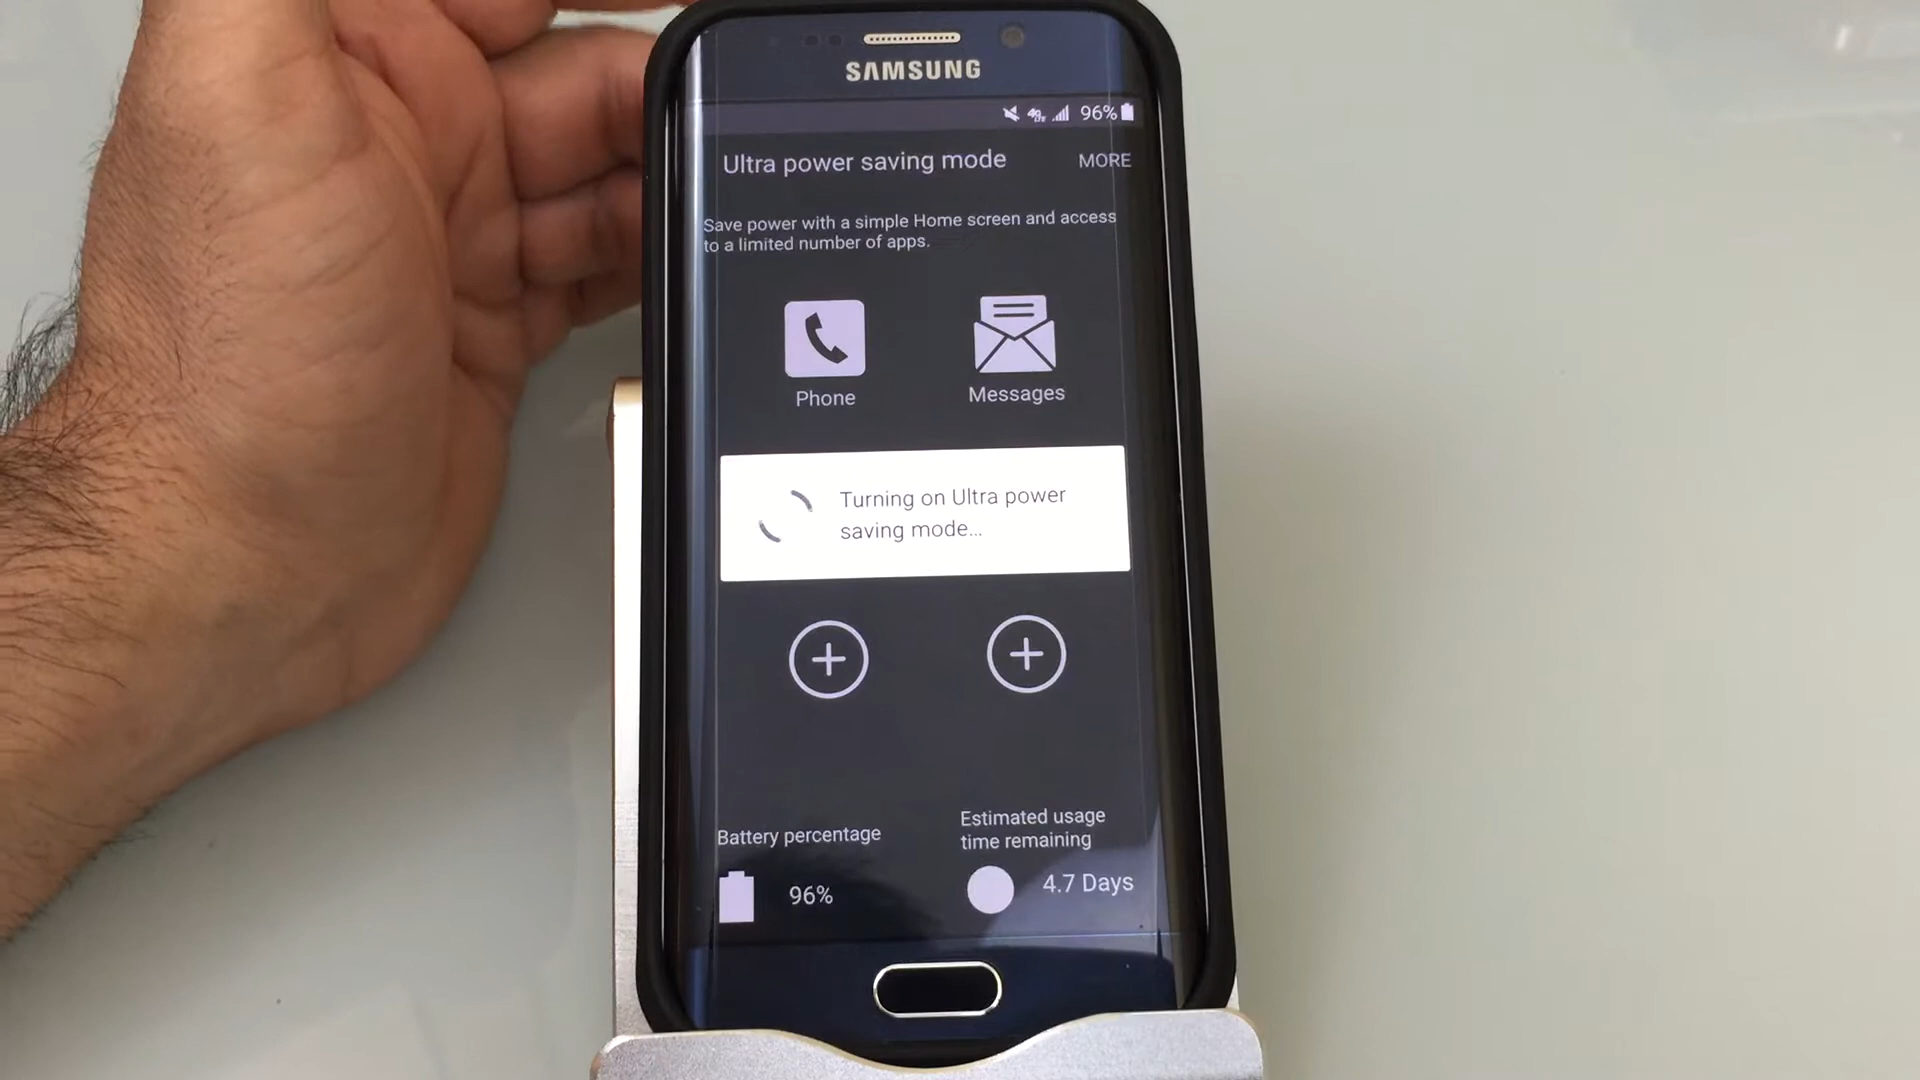 SAMSUNG
4G LTE 96%
Ultra power saving mode MORE
Save power with a simple Home screen and access
to a limited number of apps.
Phone Messages
Turning on Ultra power
saving mode...
Battery percentage
96%
Estimated usage
time remaining
4.7 Days